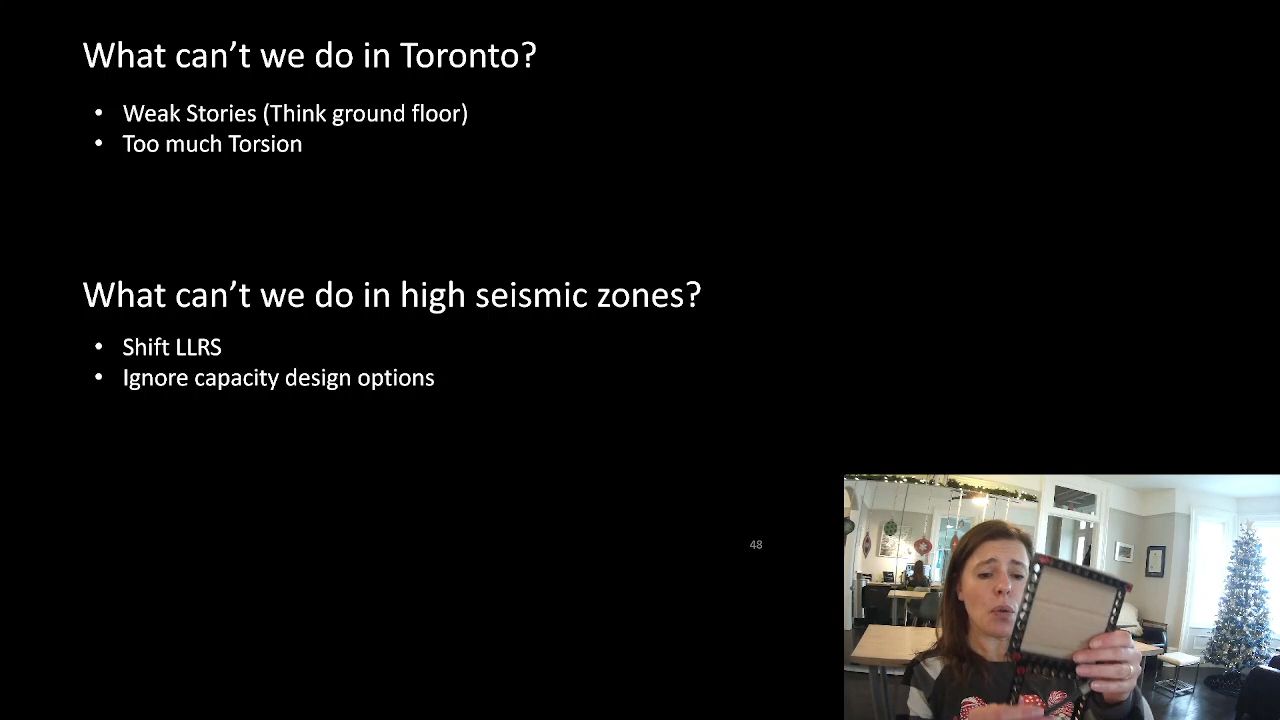 What can’t we do in Toronto?
• Weak Stories (Think ground floor)
• Too much Torsion
What can’t we do in high seismic zones?
• Shift LLRS
• Ignore capacity design options
48